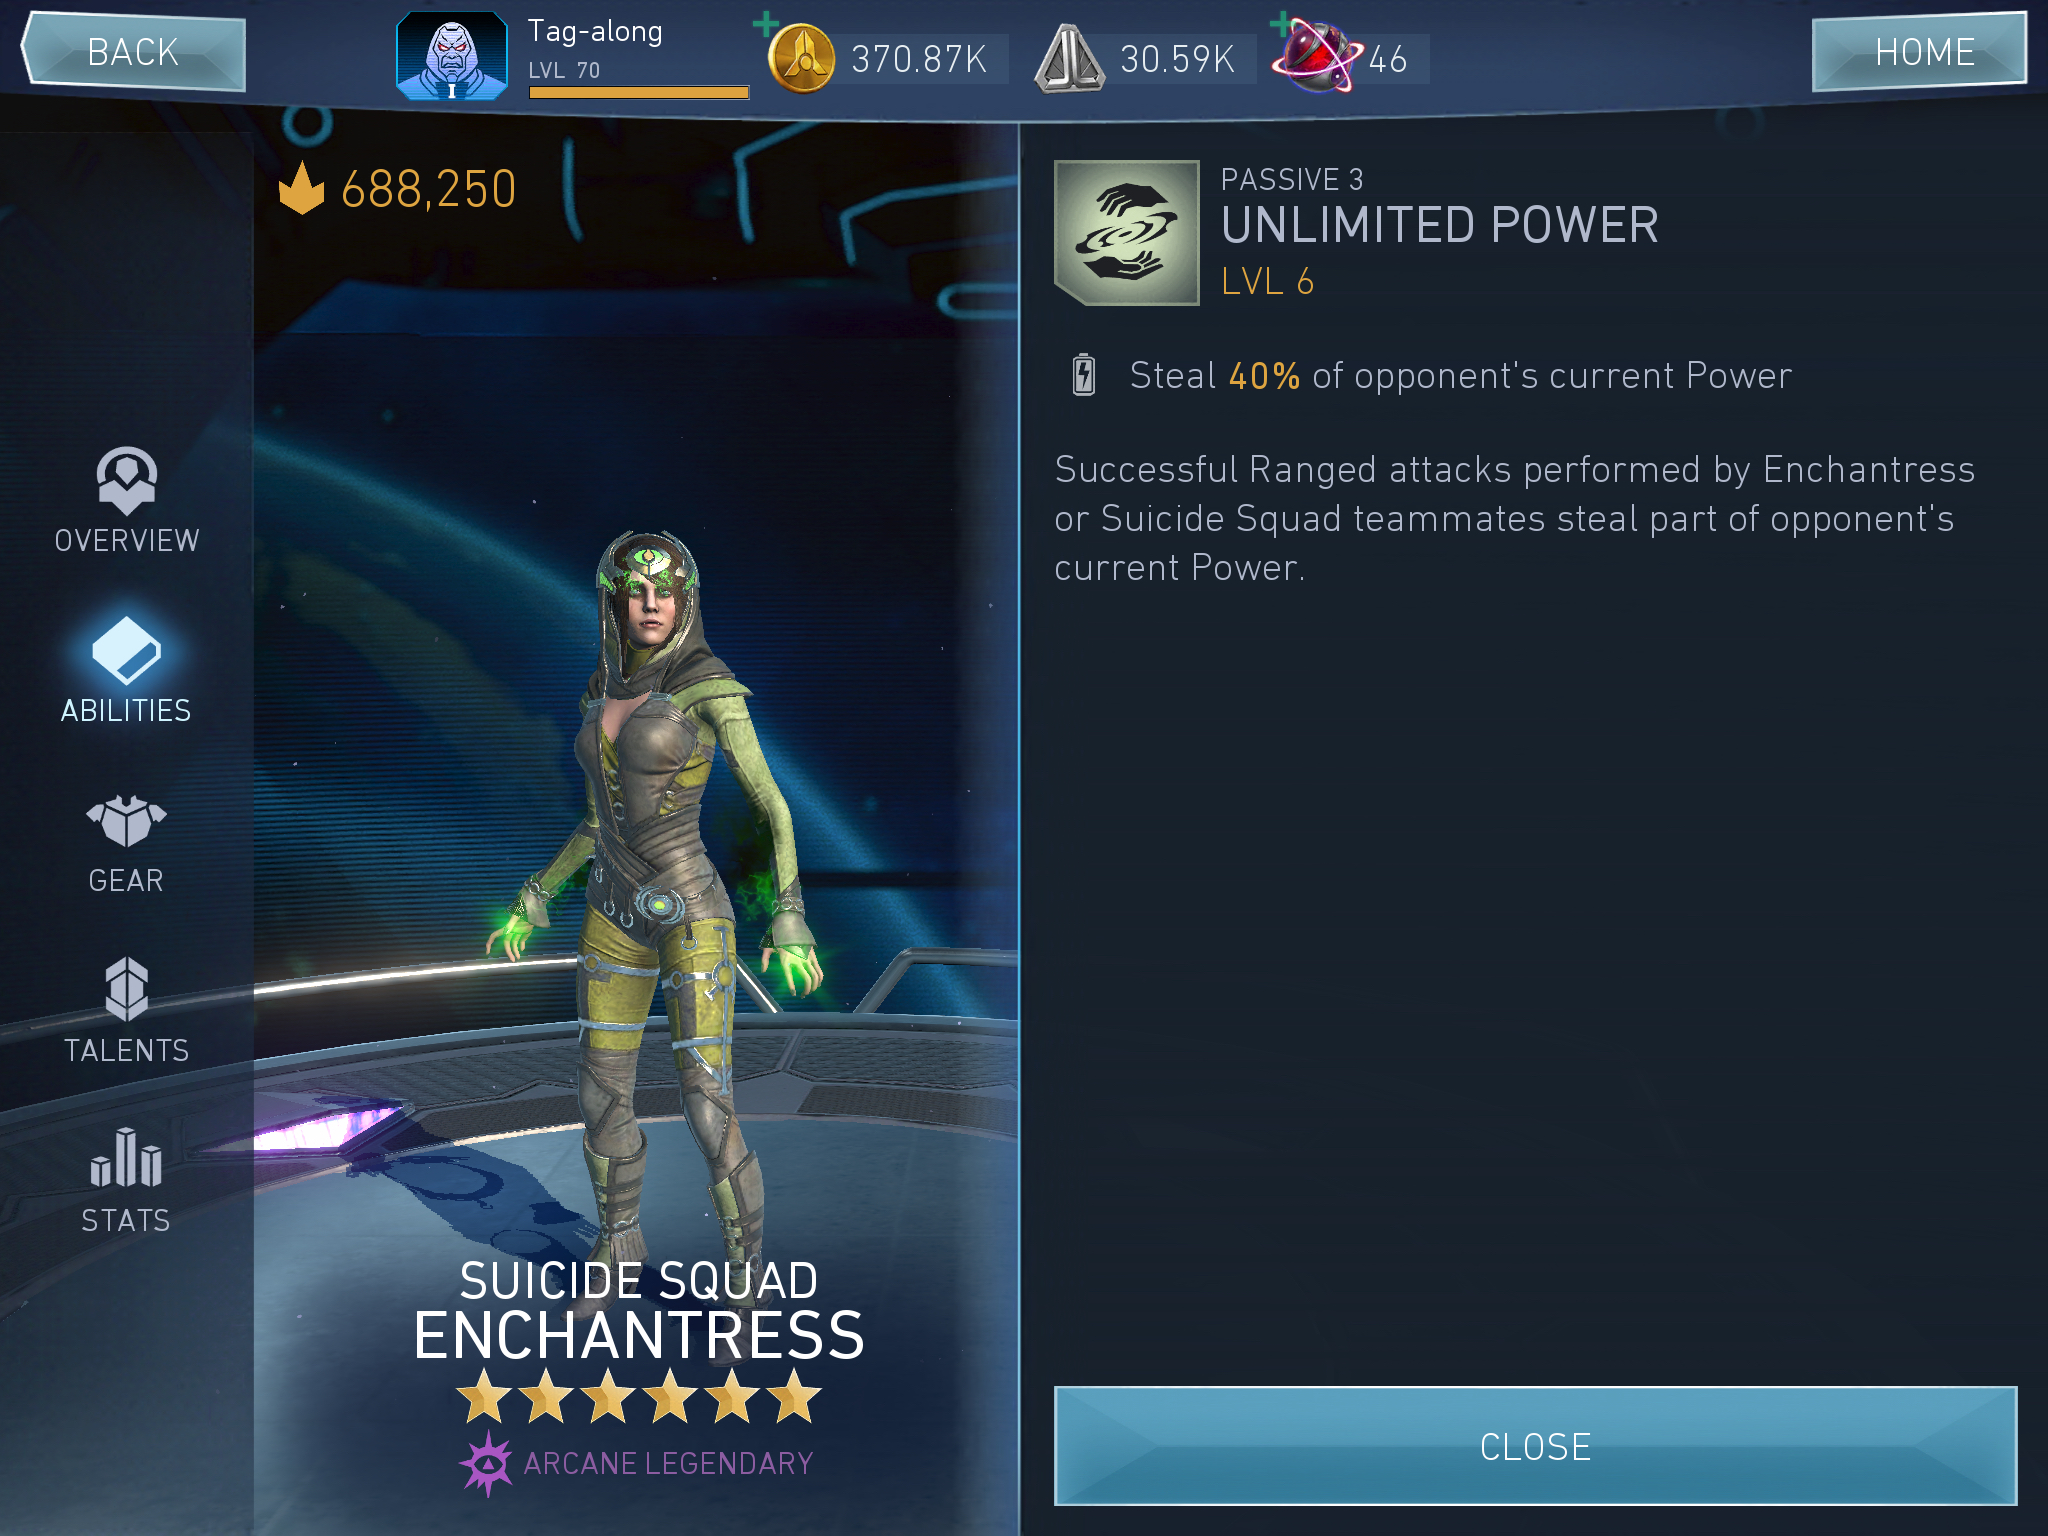 BACK
Tag-along
LVL 70
I
370.87K
30.59K
46
HOME
688,250
OVERVIEW
ABILITIES
GEAR
TALENTS
STATS
SUICIDE SQUAD
ENCHANTRESS
ARCANE LEGENDARY
PASSIVE 3
UNLIMITED POWER
LVL 6
Steal 40% of opponent's current Power
Successful Ranged attacks performed by Enchantress
or Suicide Squad teammates steal part of opponent's
current Power.
CLOSE